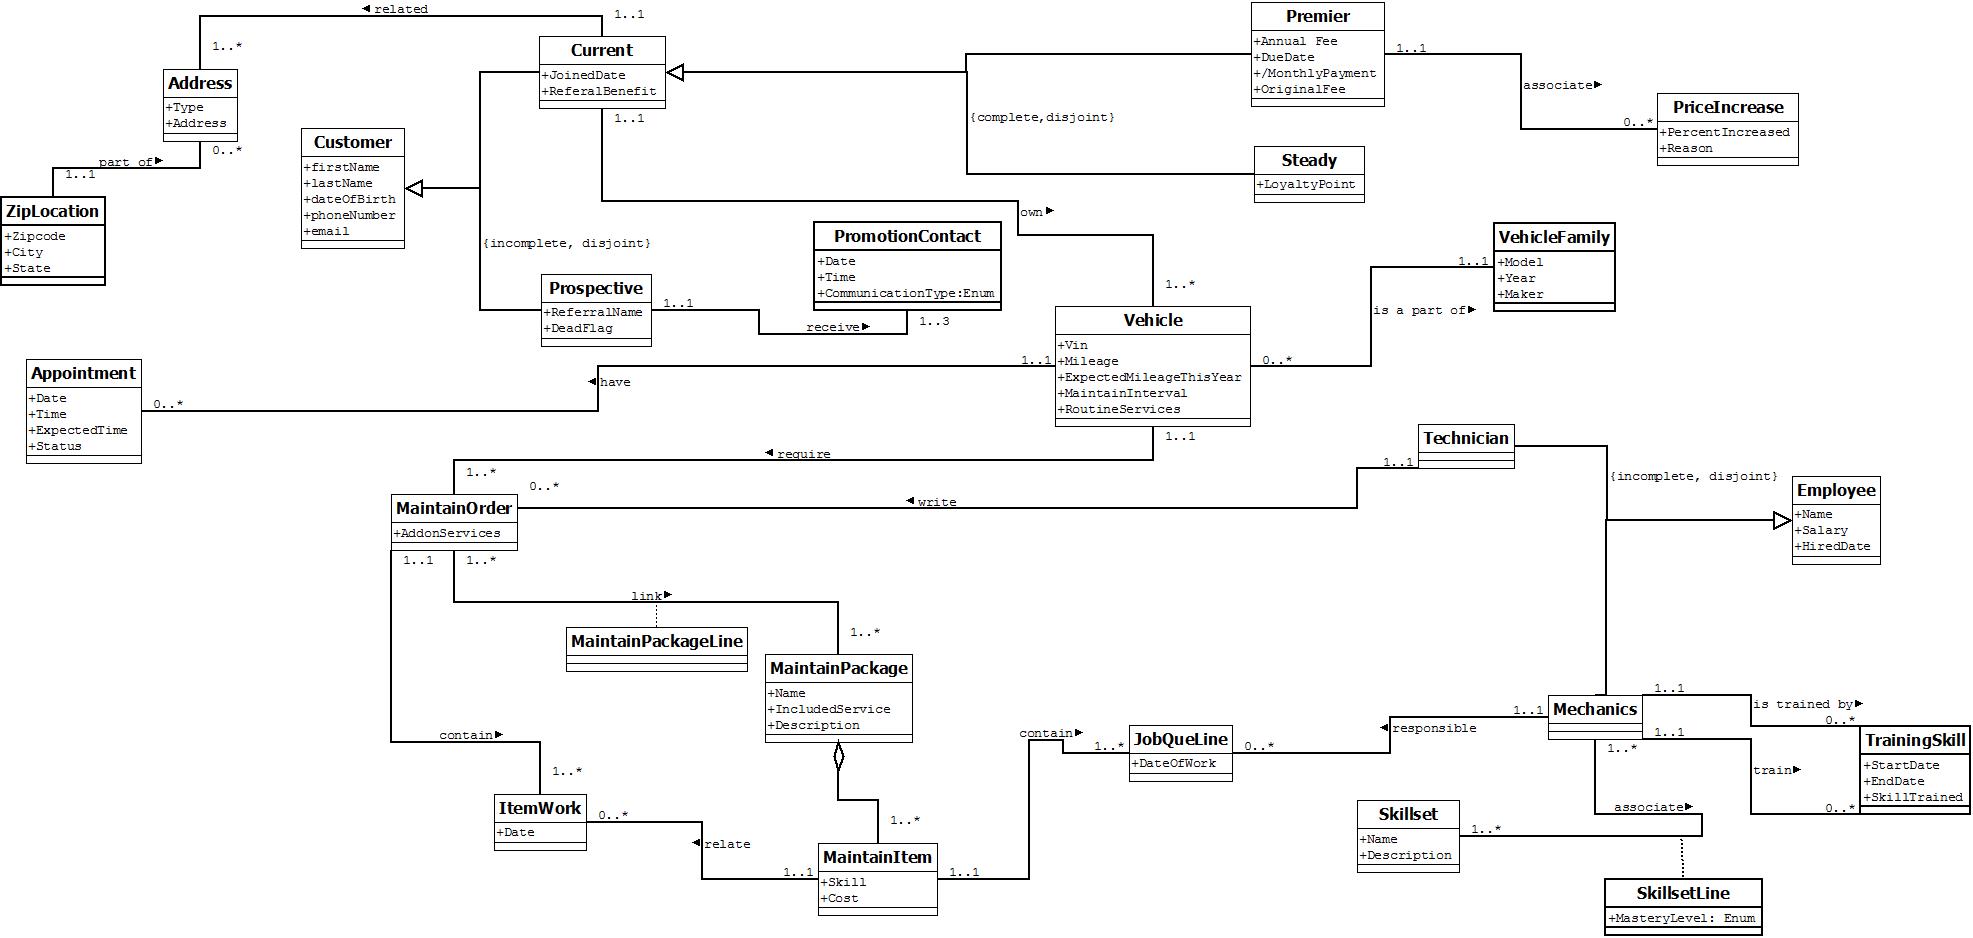 related
1..1
1..*
Current
+JoinedDate
+ReferalBenefit
1..1
Premier
+Annual Fee
+DueDate
+/MonthlyPayment
+OriginalFee
1..1
associate
0..*
PriceIncrease
+PercentIncreased
+Reason
Address
+Type
+Address
0..*
part of
1..1
ZipLocation
+Zipcode
+City
+State
Customer
+firstName
+lastName
+dateOfBirth
+phoneNumber
+email
{complete,disjoint}
Steady
+LoyaltyPoint
own
1..*
{incomplete, disjoint}
Prospective
+ReferralName
+DeadFlag
1..1
receive
1..3
PromotionContact
+Date
+Time
+CommunicationType:Enum
VehicleFamily
+Model
+Year
+Maker
1..1
is a part of
0..*
Vehicle
+Vin
+Mileage
+ExpectedMileageThisYear
+MaintainInterval
+RoutineServices
1..1
have
0..*
Appointment
+Date
+Time
+ExpectedTime
+Status
1..1
require
1..*
Technician
1..1
write
0..*
{incomplete, disjoint}
Employee
+Name
+Salary
+HiredDate
MaintainOrder
+AddonServices
1..1
1..*
link
1..*
MaintainPackageLine
MaintainPackage
+Name
+IncludedService
+Description
contain
1..*
ItemWork
+Date
0..*
relate
1..1
1..*
MaintainItem
+Skill
+Cost
1..1
contain
1..*
JobQueLine
+DateOfWork
0..*
responsible
1..1
Mechanics
1..1
is trained by
0..*
1..1
train
0..*
TrainingSkill
+StartDate
+EndDate
+SkillTrained
1..*
associate
1..*
Skillset
+Name
+Description
SkillsetLine
+MasteryLevel: Enum